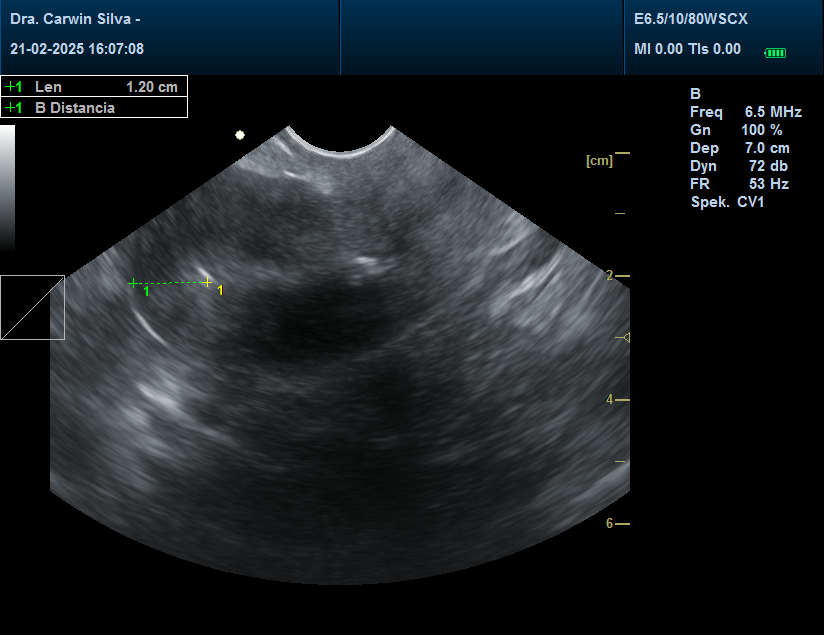 Dra. Carwin Silva -
21-02-2025 16:07:08
E6.5/10/80WSCX
MI 0.00 TIs 0.00
+1 Len 1.20 cm
+1 B Distancia
B
Freq 6.5 MHz
Gn 100 %
Dep 7.0 cm
Dyn 72 db
FR 53 Hz
Spek. CV1
[cm]
2
1 1
4
6